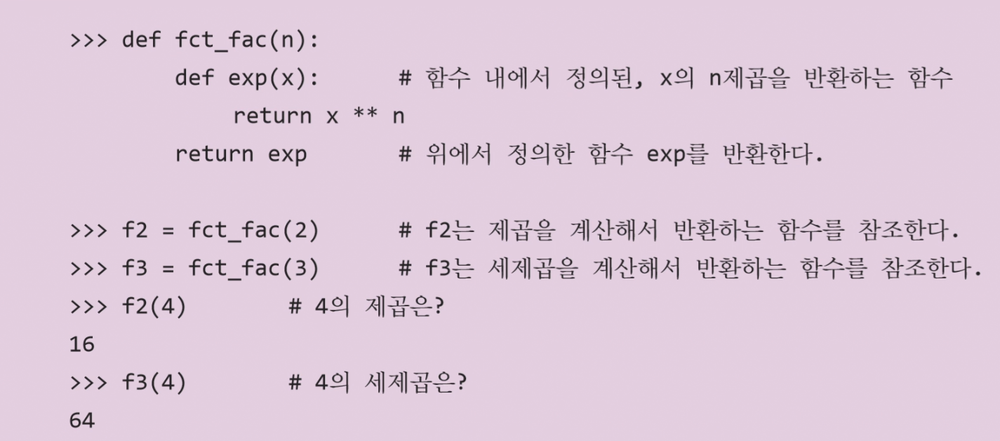 >>> def fct_fac(n):
        def exp(x):      # 함수 내에서 정의된, x의 n제곱을 반환하는 함수
            return x ** n
        return exp       # 위에서 정의한 함수 exp를 반환한다.
>>> f2 = fct_fac(2)      # f2는 제곱을 계산해서 반환하는 함수를 참조한다.
>>> f3 = fct_fac(3)      # f3는 세제곱을 계산해서 반환하는 함수를 참조한다.
>>> f2(4)        # 4의 제곱은?
16
>>> f3(4)        # 4의 세제곱은?
64